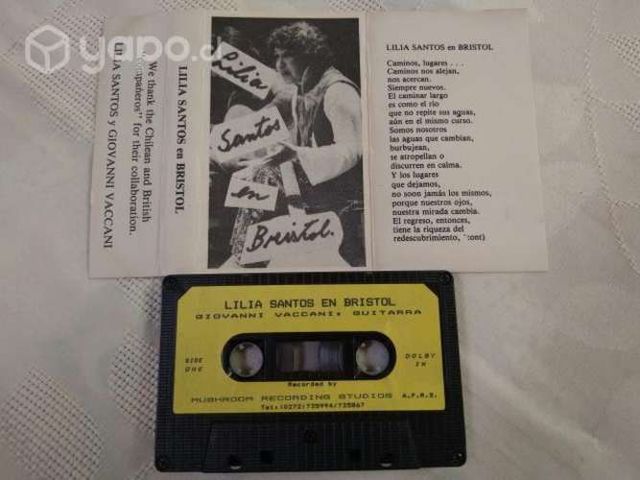 yapo.cl
LILIA SANTOS y GIOVANNI VACCANI
We thank the Chilean and British
"compañeros" for their collaboration.
LILIA SANTOS en BRISTOL
Lilia
Santos
en
Bristol.
LILIA SANTOS en BRISTOL
Caminos, lugares . . .
Caminos nos alejan,
nos acercan.
Siempre nuevos.
El caminar largo
es como el río
que no repite sus aguas,
aún en el mismo curso.
Somos nosotros
las aguas que cambian,
burbujean,
se atropellan o
discurren en calma.
Y los lugares
que dejamos,
no soon jamás los mismos,
porque nuestros ojos,
nuestra mirada cambia.
El regreso, entonces,
tiene la riqueza del
redescubrimiento,
LILIA SANTOS EN BRISTOL
GIOVANNI VACCANI: GUITARRA
SIDE
ONE
DOLBY
IN
Recorded by
MUSHROOM RECORDING STUDIOS A.P.R.S.
Tel:(0272)735994/735867